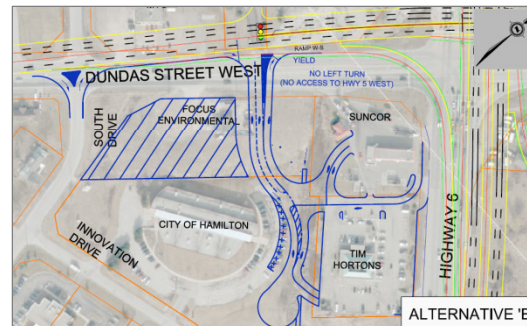 RAMP W-S
YIELD
DUNDAS STREET WEST
NO LEFT TURN
(NO ACCESS TO HWY 5 WEST)
FOCUS
ENVIRONMENTAL
SUNCOR
SOUTH
DRIVE
CITY OF HAMILTON
INNOVATION
DRIVE
TIM
HORTONS
HIGHWAY 6
ALTERNATIVE